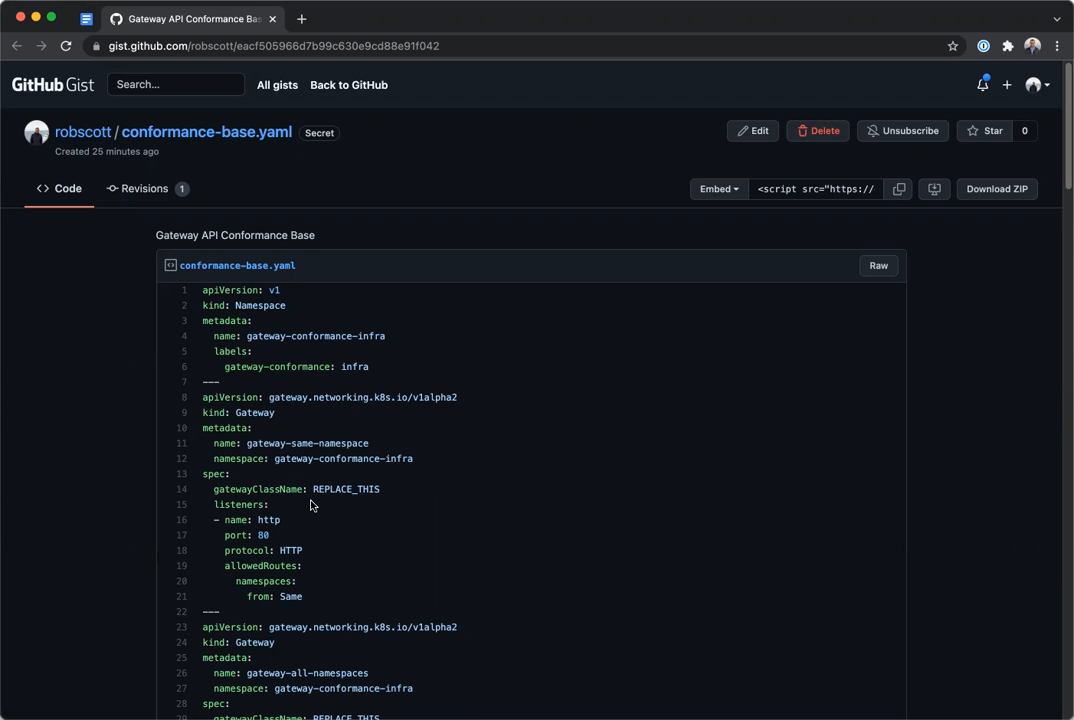 Gateway API Conformance Bas
gist.github.com/robscott/eacf505966d7b99c630e9cd88e91f042
GitHub Gist
Search...
All gists
Back to GitHub
robscott / conformance-base.yaml
Secret
Edit
Delete
Unsubscribe
Star
0
Created 25 minutes ago
<> Code
Revisions 1
Embed
<script src="https://
Download ZIP
Gateway API Conformance Base
conformance-base.yaml
Raw
1 apiVersion: v1
2 kind: Namespace
3 metadata:
4 name: gateway-conformance-infra
5 labels:
6 gateway-conformance: infra
7 ---
8 apiVersion: gateway.networking.k8s.io/v1alpha2
9 kind: Gateway
10 metadata:
11 name: gateway-same-namespace
12 namespace: gateway-conformance-infra
13 spec:
14 gatewayClassName: REPLACE_THIS
15 listeners:
16 - name: http
17 port: 80
18 protocol: HTTP
19 allowedRoutes:
20 namespaces:
21 from: Same
22 ---
23 apiVersion: gateway.networking.k8s.io/v1alpha2
24 kind: Gateway
25 metadata:
26 name: gateway-all-namespaces
27 namespace: gateway-conformance-infra
28 spec:
29 gatewayClassName: REPLACE_THIS